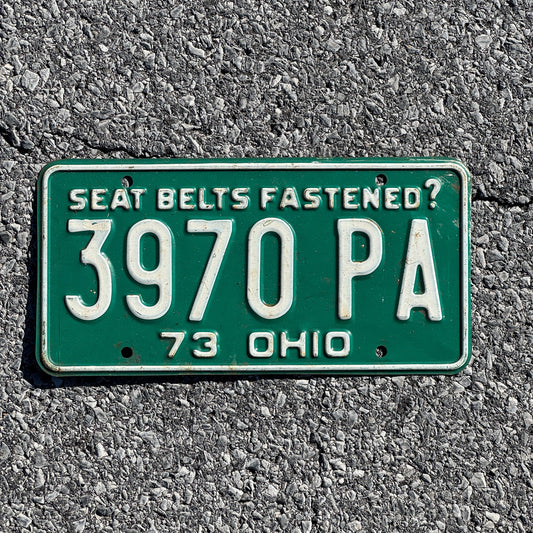 SEAT BELTS FASTENED?
3970 PA
73 OHIO